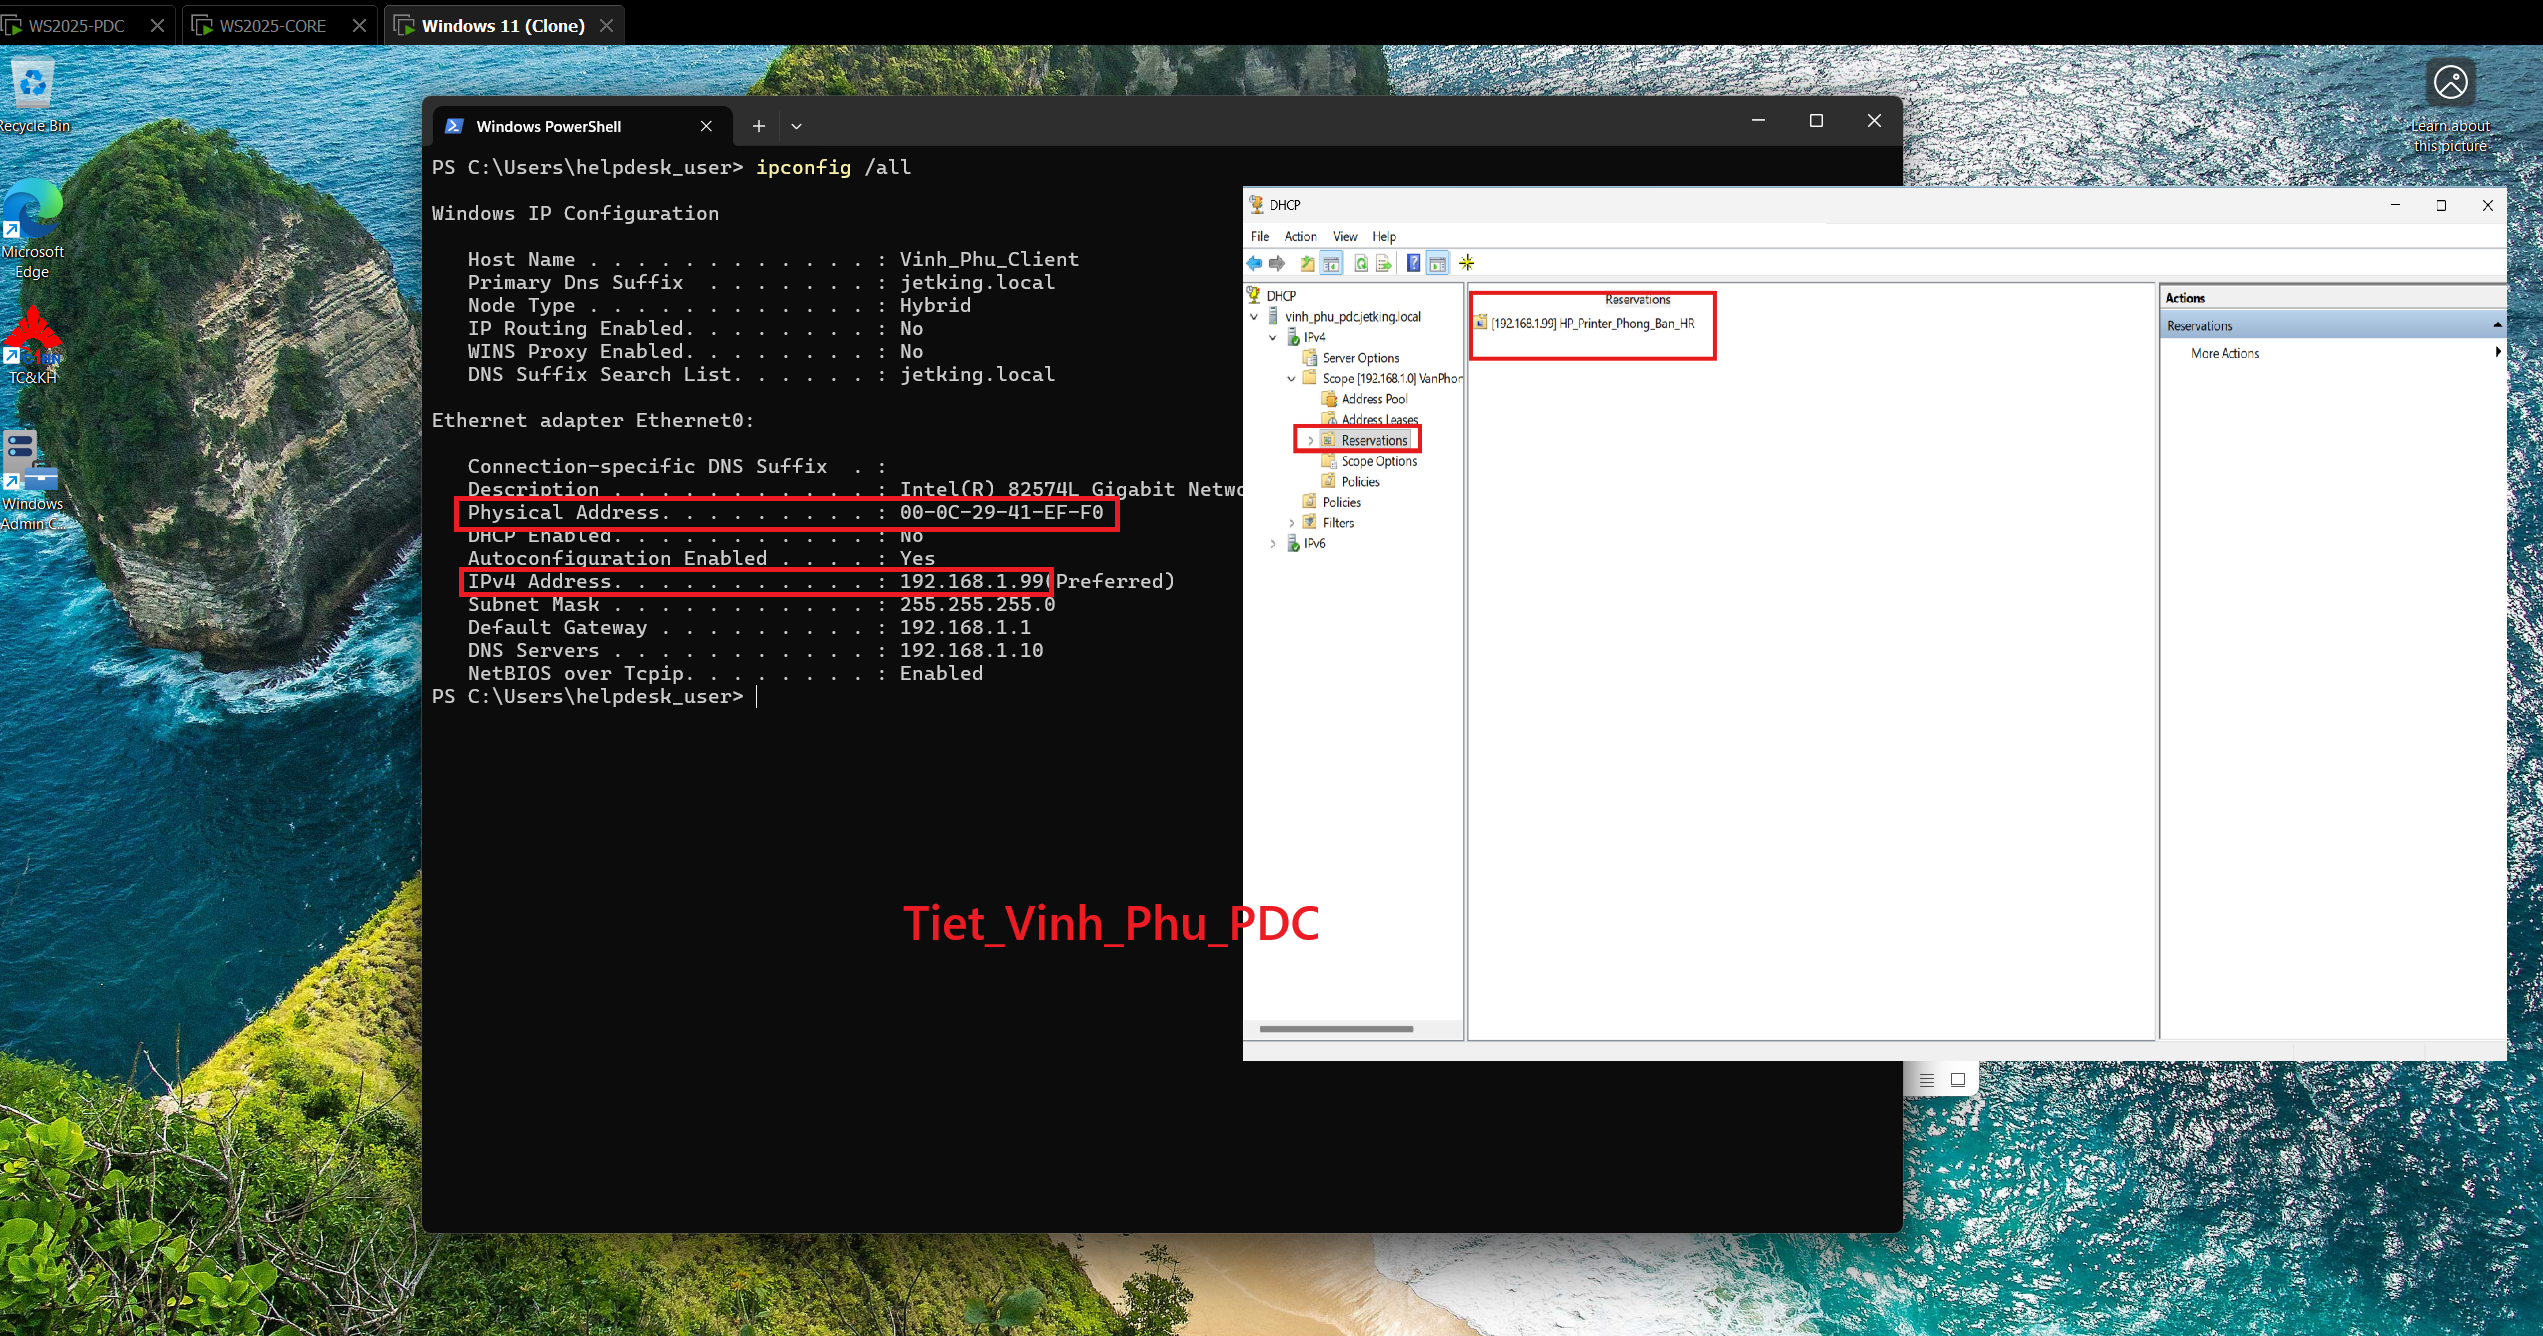 WS2025-PDC
WS2025-CORE
Windows 11 (Clone)
Recycle Bin
Microsoft
Edge
TC&KH
Windows
Admin C...
Learn about
this picture
Windows PowerShell
PS C:\Users\helpdesk_user> ipconfig /all
Windows IP Configuration
Host Name . . . . . . . . . . . . : Vinh_Phu_Client
Primary Dns Suffix  . . . . . . . : jetking.local
Node Type . . . . . . . . . . . . : Hybrid
IP Routing Enabled. . . . . . . . : No
WINS Proxy Enabled. . . . . . . . : No
DNS Suffix Search List. . . . . . : jetking.local
Ethernet adapter Ethernet0:
Connection-specific DNS Suffix  . :
Description . . . . . . . . . . . : Intel(R) 82574L Gigabit Netwo
Physical Address. . . . . . . . . : 00-0C-29-41-EF-F0
DHCP Enabled. . . . . . . . . . . : No
Autoconfiguration Enabled . . . . : Yes
IPv4 Address. . . . . . . . . . . : 192.168.1.99(Preferred)
Subnet Mask . . . . . . . . . . . : 255.255.255.0
Default Gateway . . . . . . . . . : 192.168.1.1
DNS Servers . . . . . . . . . . . : 192.168.1.10
NetBIOS over Tcpip. . . . . . . . : Enabled
PS C:\Users\helpdesk_user>
DHCP
File Action View Help
DHCP
vinh_phu_pdc.jetking.local
IPv4
Server Options
Scope [192.168.1.0] VanPhon
Address Pool
Address Leases
Reservations
Scope Options
Policies
Policies
Filters
IPv6
Reservations
[192.168.1.99] HP_Printer_Phong_Ban_HR
Actions
Reservations
More Actions
Tiet_Vinh_Phu_PDC